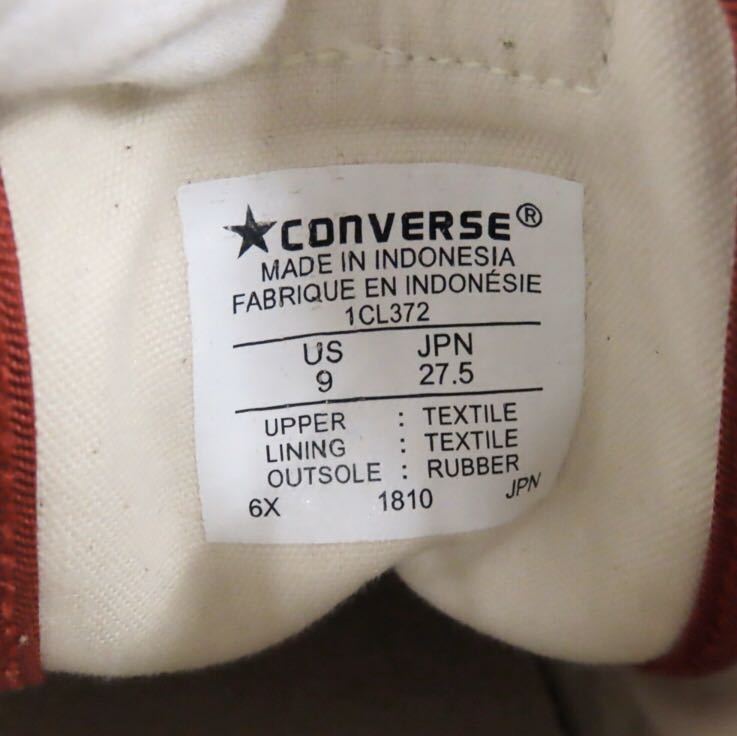 ★CONVERSE®
MADE IN INDONESIA
FABRIQUE EN INDONÉSIE
1CL372
US JPN
9 27.5
UPPER : TEXTILE
LINING : TEXTILE
OUTSOLE : RUBBER
6X 1810 JPN